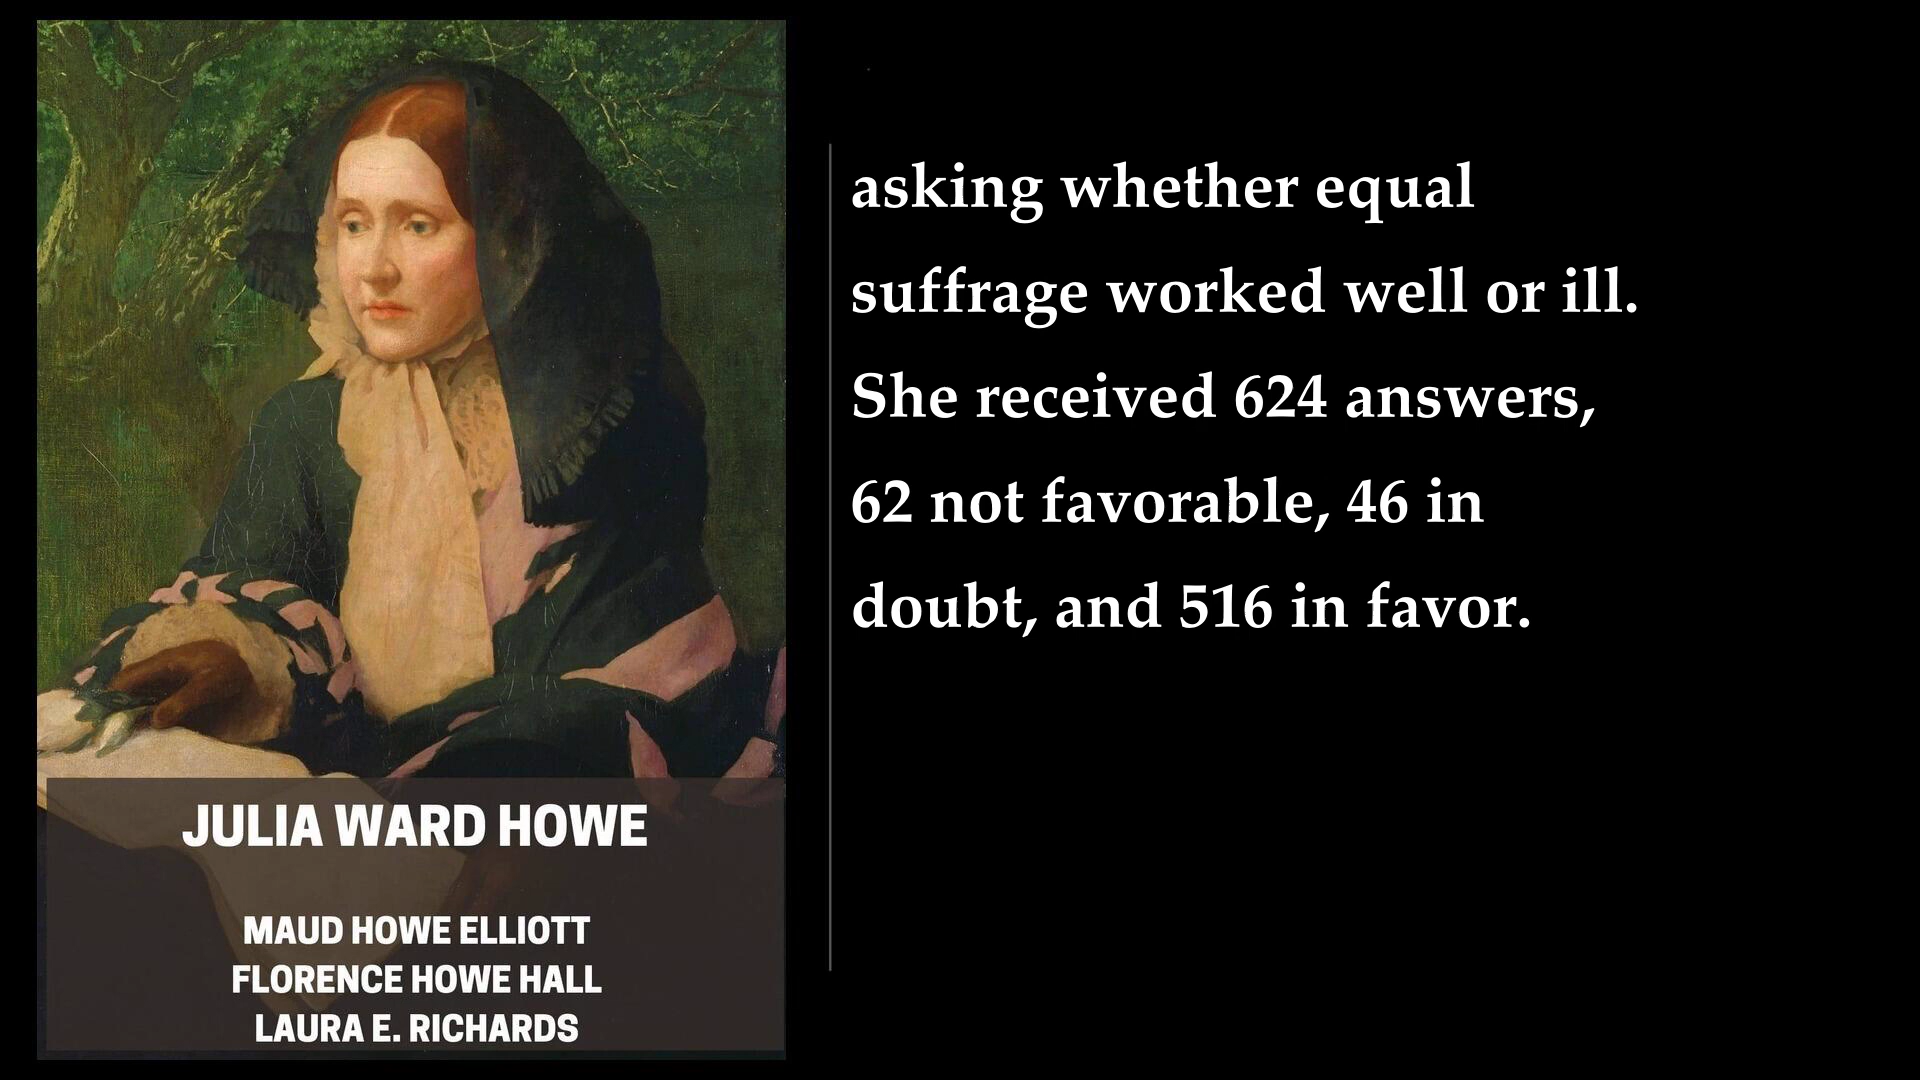 asking whether equal
suffrage worked well or ill.
She received 624 answers,
62 not favorable, 46 in
doubt, and 516 in favor.
JULIA WARD HOWE
MAUD HOWE ELLIOTT
FLORENCE HOWE HALL
LAURA E. RICHARDS